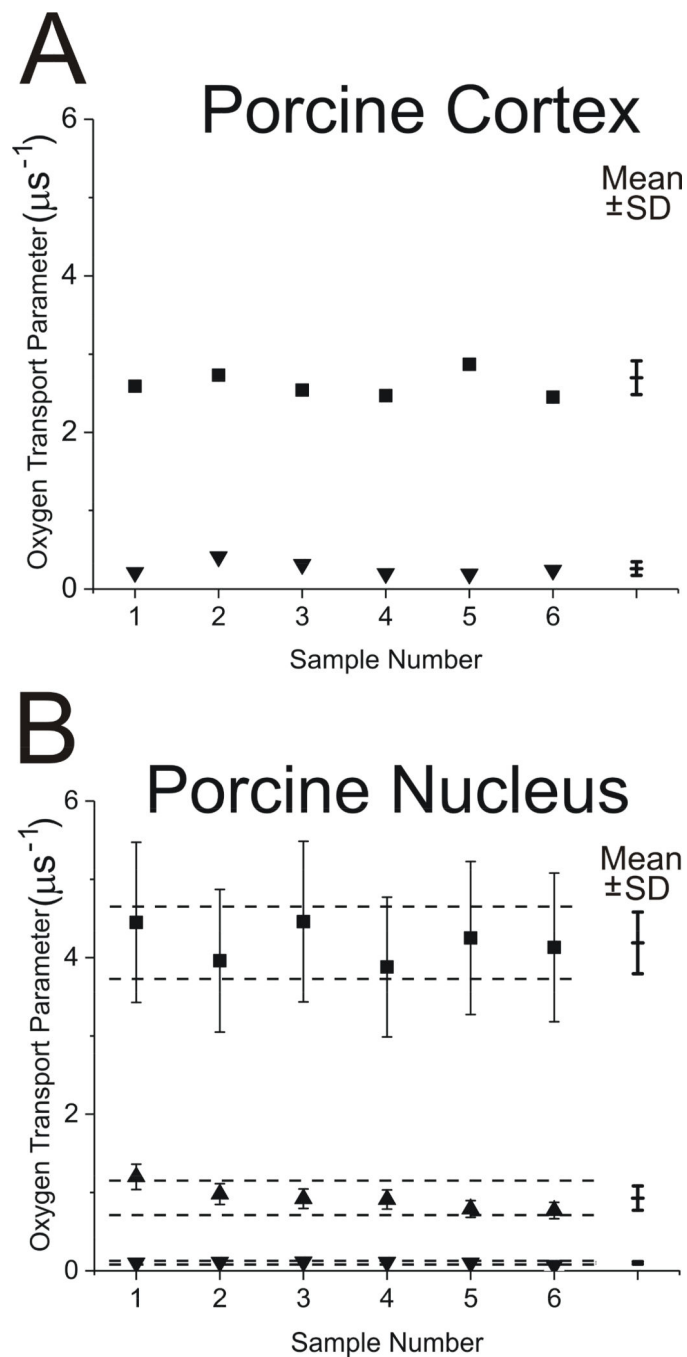 A
Porcine Cortex
Oxygen Transport Parameter (μs⁻¹)
6
4
2
0
Mean
±SD
1 2 3 4 5 6
Sample Number
B
Porcine Nucleus
Oxygen Transport Parameter (μs⁻¹)
6
4
2
0
Mean
±SD
1 2 3 4 5 6
Sample Number